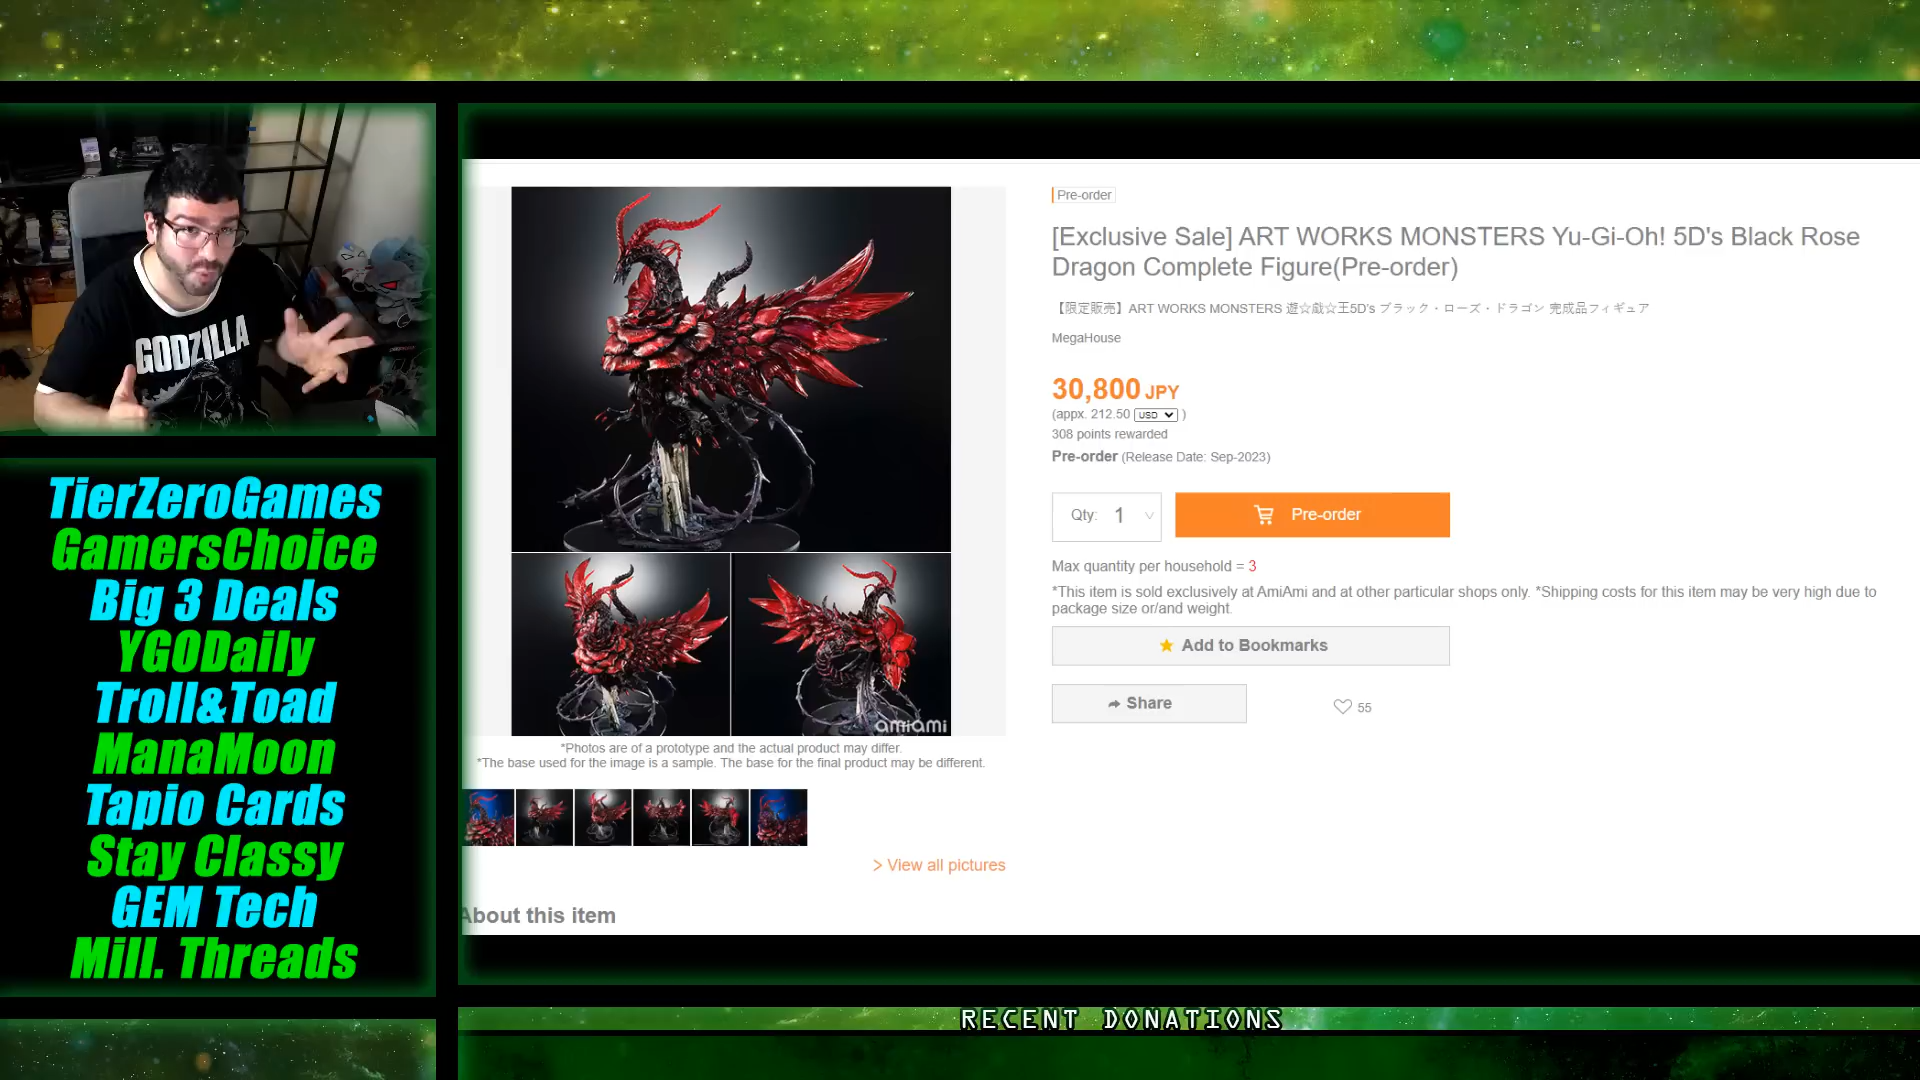 GODZILLA
TierZeroGames
GamersChoice
Big 3 Deals
YGODaily
Troll&Toad
ManaMoon
Tapio Cards
Stay Classy
GEM Tech
Mill. Threads
amiami
*Photos are of a prototype and the actual product may differ.
*The base used for the image is a sample. The base for the final product may be different.
> View all pictures
About this item
Pre-order
[Exclusive Sale] ART WORKS MONSTERS Yu-Gi-Oh! 5D's Black Rose
Dragon Complete Figure(Pre-order)
【限定販売】ART WORKS MONSTERS 遊☆戯☆王5D's ブラック・ローズ・ドラゴン 完成品フィギュア
MegaHouse
30,800 JPY
(appx. 212.50 USD )
308 points rewarded
Pre-order (Release Date: Sep-2023)
Qty: 1
Pre-order
Max quantity per household = 3
*This item is sold exclusively at AmiAmi and at other particular shops only. *Shipping costs for this item may be very high due to
package size or/and weight.
Add to Bookmarks
Share
55
RECENT DONATIONS